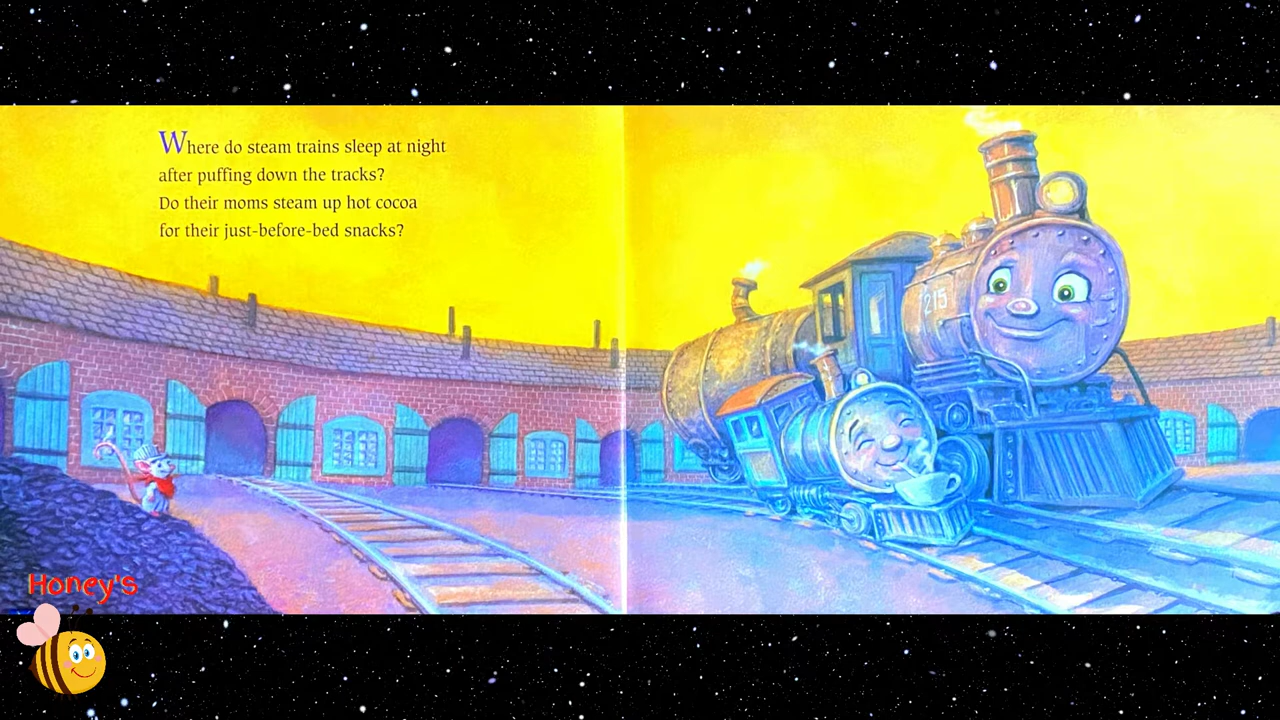 Where do steam trains sleep at night
after puffing down the tracks?
Do their moms steam up hot cocoa
for their just-before-bed snacks?
215
Honey's